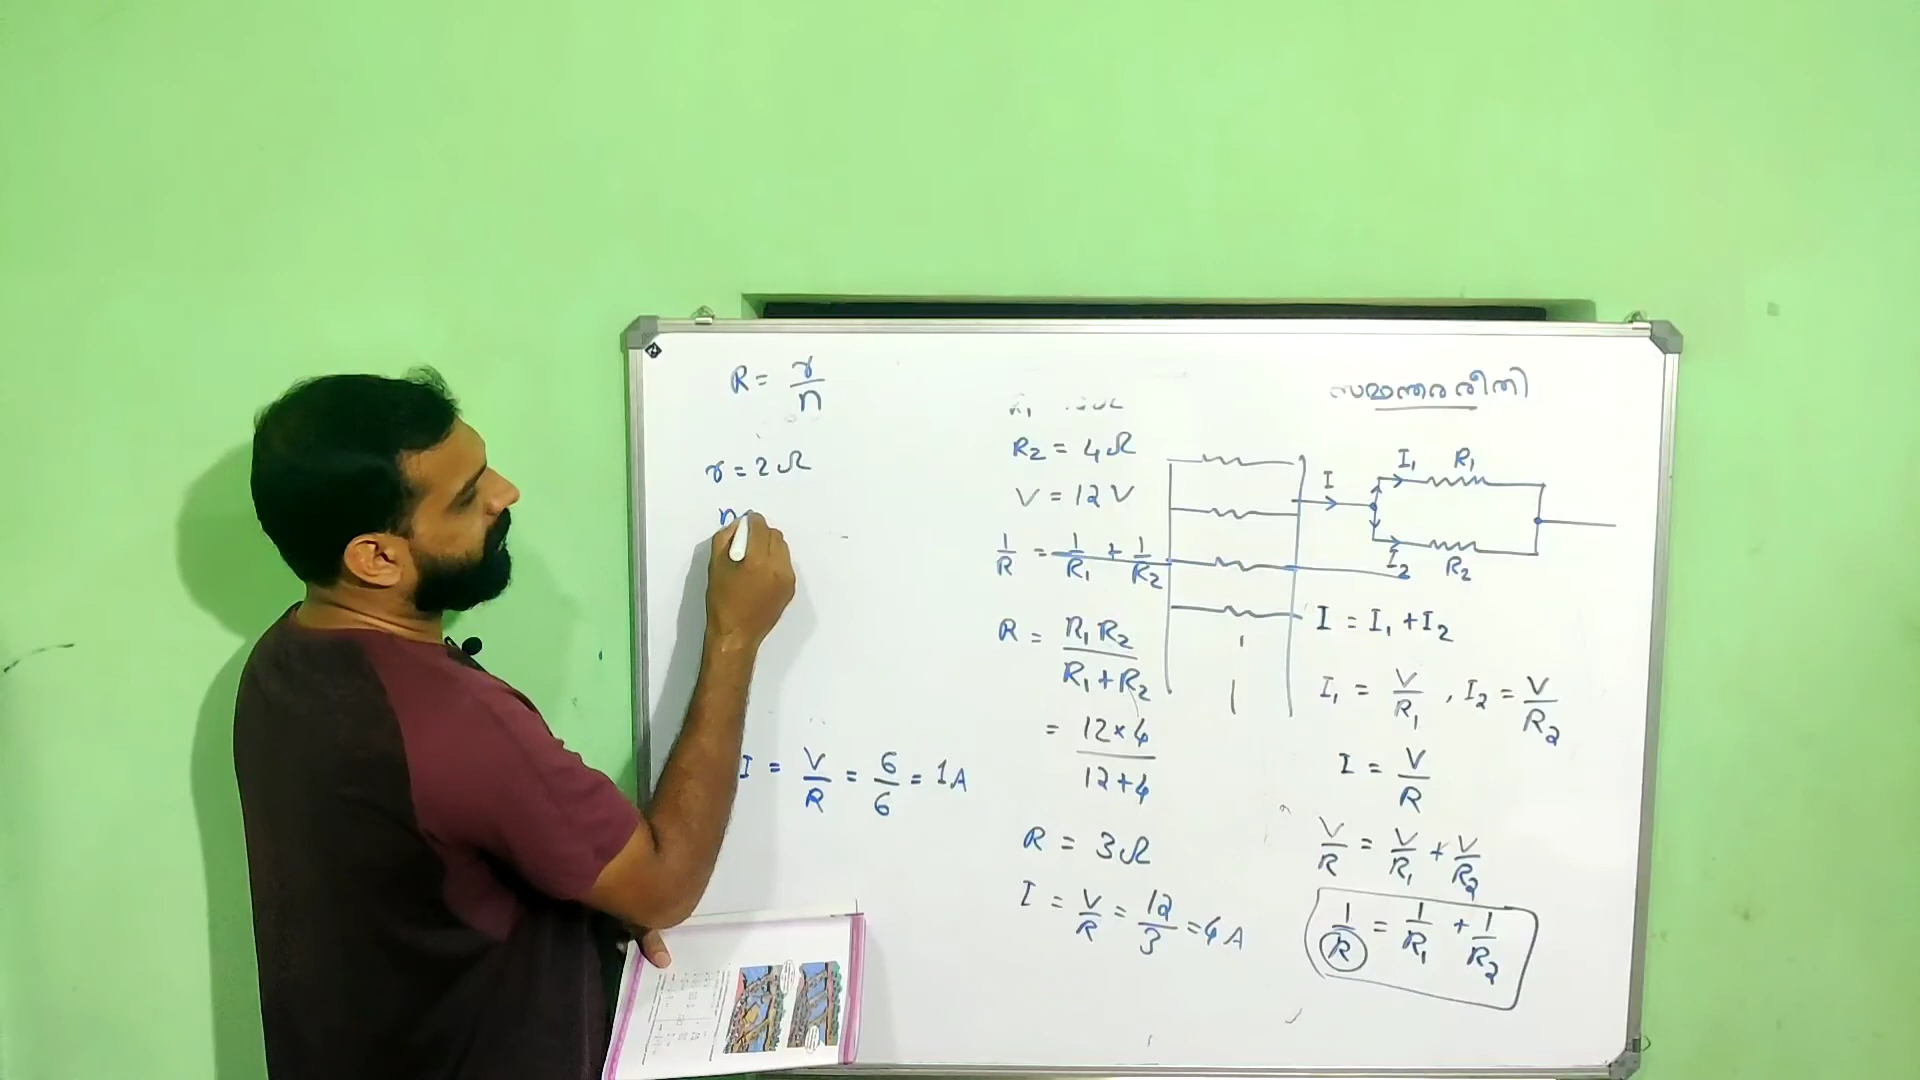 R = r/n
r = 2Ω
n
I = V/R = 6/6 = 1A
R₁
R₂ = 4Ω
V = 12V
1/R = 1/R₁ + 1/R₂
R = R₁R₂/R₁+R₂
= 12×4/12+4
R = 3Ω
I = V/R = 12/3 = 4A
സമാന്തരരീതി
I I₁ R₁
I₂ R₂
I = I₁ + I₂
I₁ = V/R₁ , I₂ = V/R₂
I = V/R
V/R = V/R₁ + V/R₂
1/R = 1/R₁ + 1/R₂